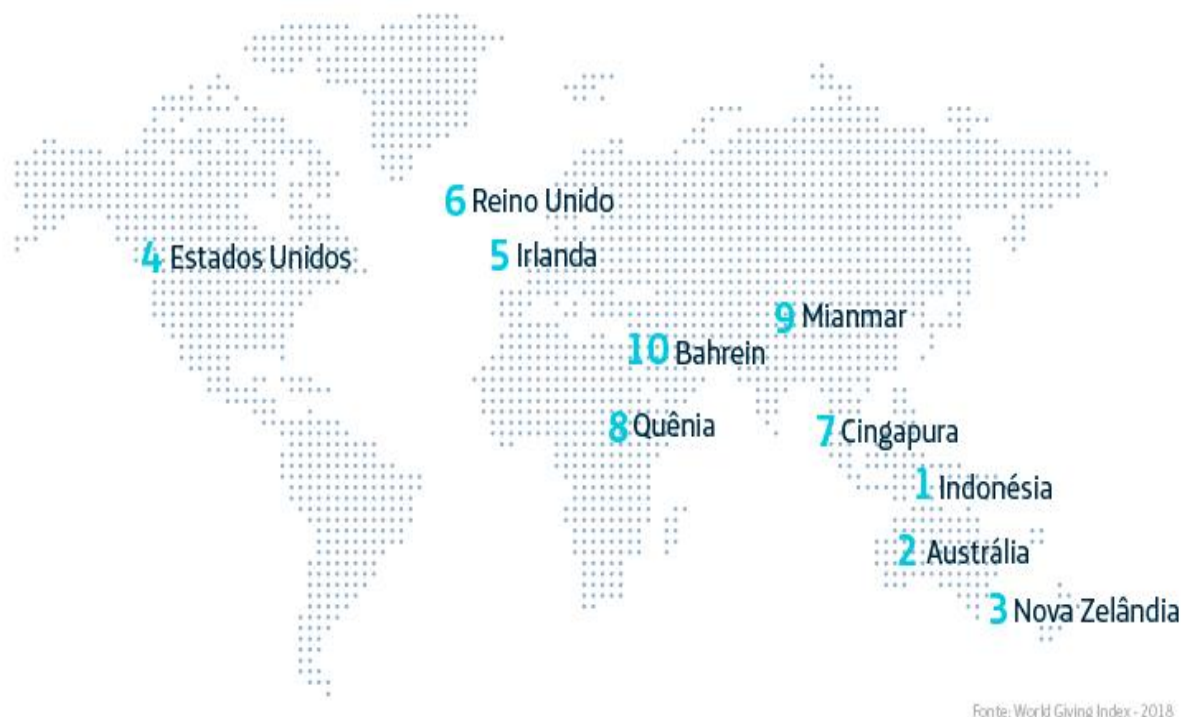 6 Reino Unido
4 Estados Unidos
5 Irlanda
9 Mianmar
10 Bahrein
8 Quênia
7 Cingapura
1 Indonésia
2 Austrália
3 Nova Zelândia
Fonte: World Giving Index - 2018